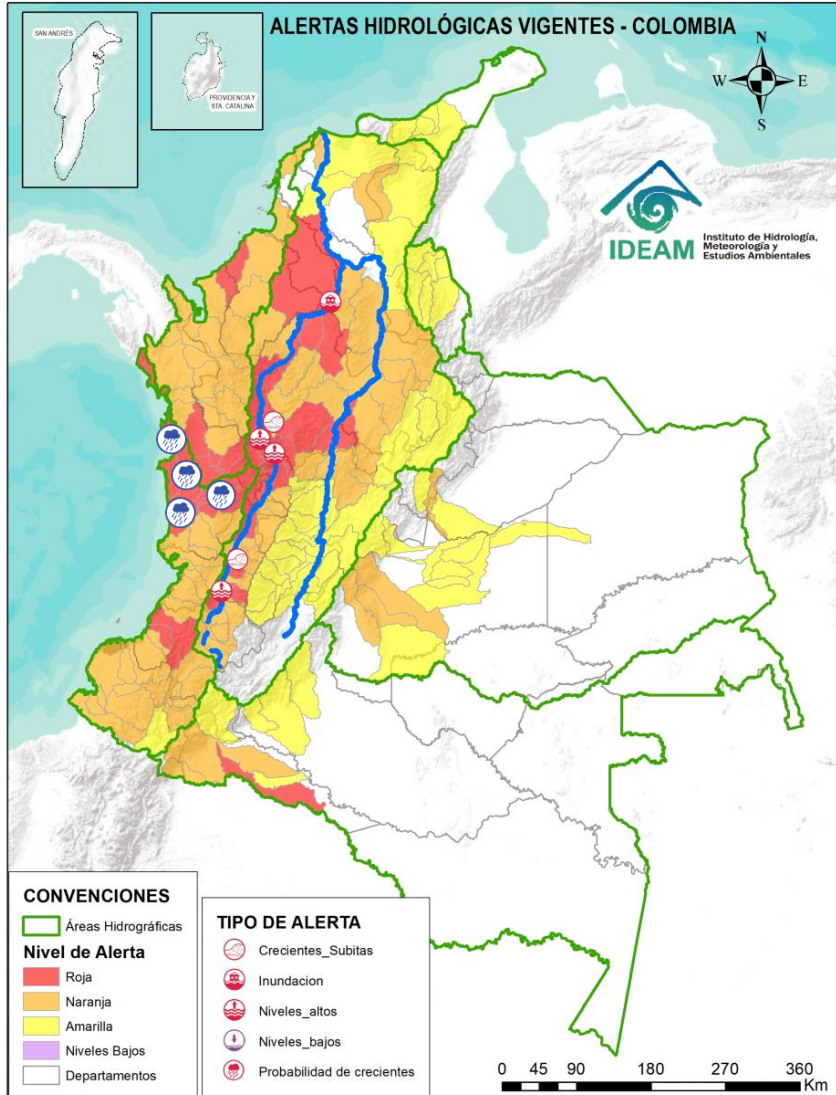 ALERTAS HIDROLÓGICAS VIGENTES - COLOMBIA
SAN ANDRÉS
PROVIDENCIA Y
STA. CATALINA
N
W
E
S
IDEAM
Instituto de Hidrología,
Meteorología y
Estudios Ambientales
CONVENCIONES
Áreas Hidrográficas
Nivel de Alerta
Roja
Naranja
Amarilla
Niveles Bajos
Departamentos
TIPO DE ALERTA
Crecientes_Subitas
Inundacion
Niveles_altos
Niveles_bajos
Probabilidad de crecientes
0 45 90 180 270 360
Km